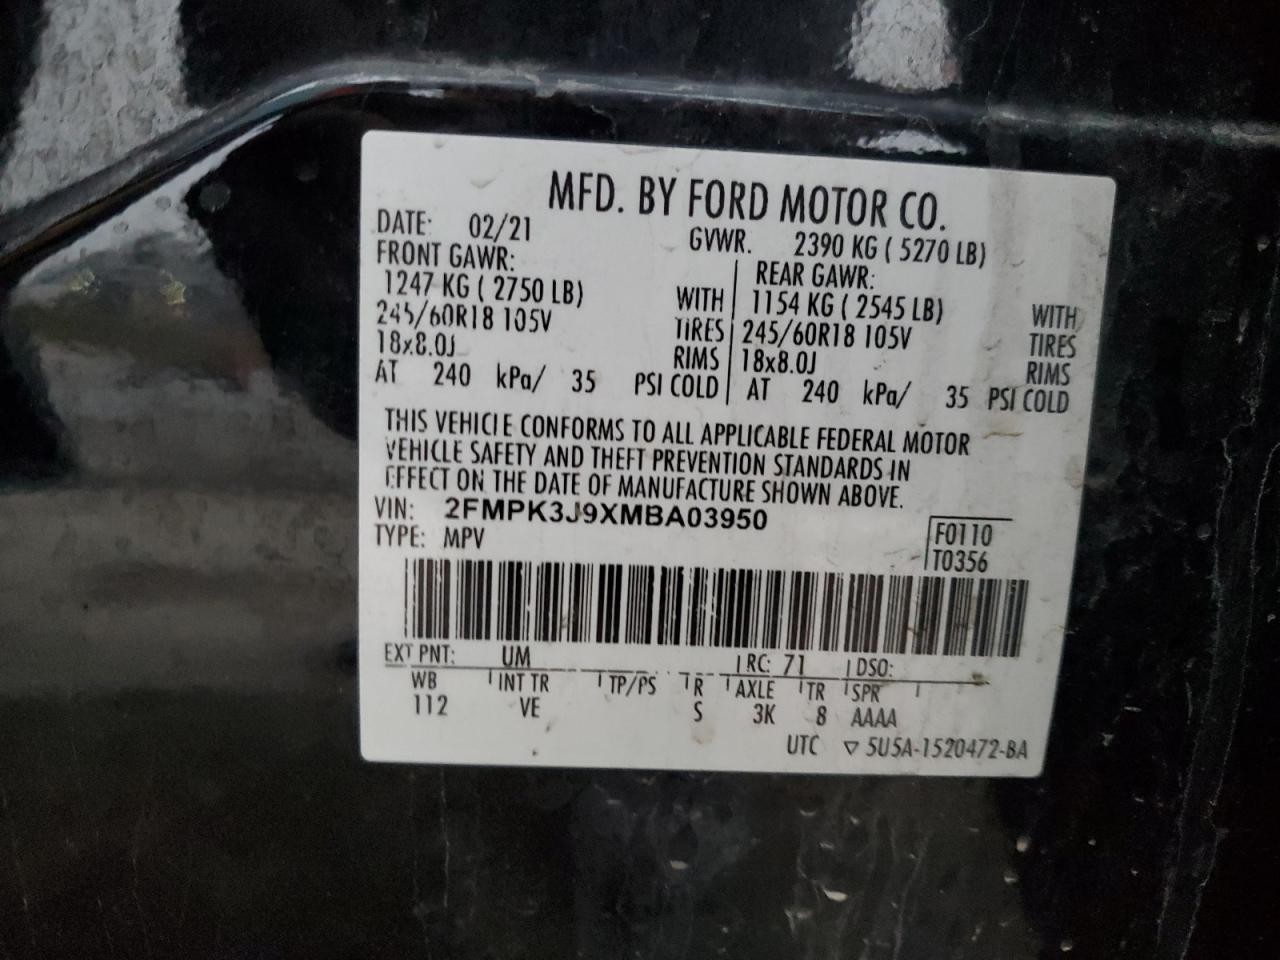 MFD. BY FORD MOTOR CO.
DATE: 02/21 GVWR. 2390 KG ( 5270 LB)
FRONT GAWR: REAR GAWR:
1247 KG ( 2750 LB) WITH 1154 KG ( 2545 LB) WITH
245/60R18 105V TIRES 245/60R18 105V TIRES
18x8.0J RIMS 18x8.0J RIMS
AT 240 kPa/ 35 PSI COLD AT 240 kPa/ 35 PSI COLD
THIS VEHICLE CONFORMS TO ALL APPLICABLE FEDERAL MOTOR
VEHICLE SAFETY AND THEFT PREVENTION STANDARDS IN
EFFECT ON THE DATE OF MANUFACTURE SHOWN ABOVE.
VIN: 2FMPK3J9XMBA03950
TYPE: MPV
F0110
T0356
EXT PNT: UM RC: 71 DSO:
WB INT TR TP/PS R AXLE TR SPR
112 VE S 3K 8 AAAA
UTC ▽ 5U5A-1520472-BA